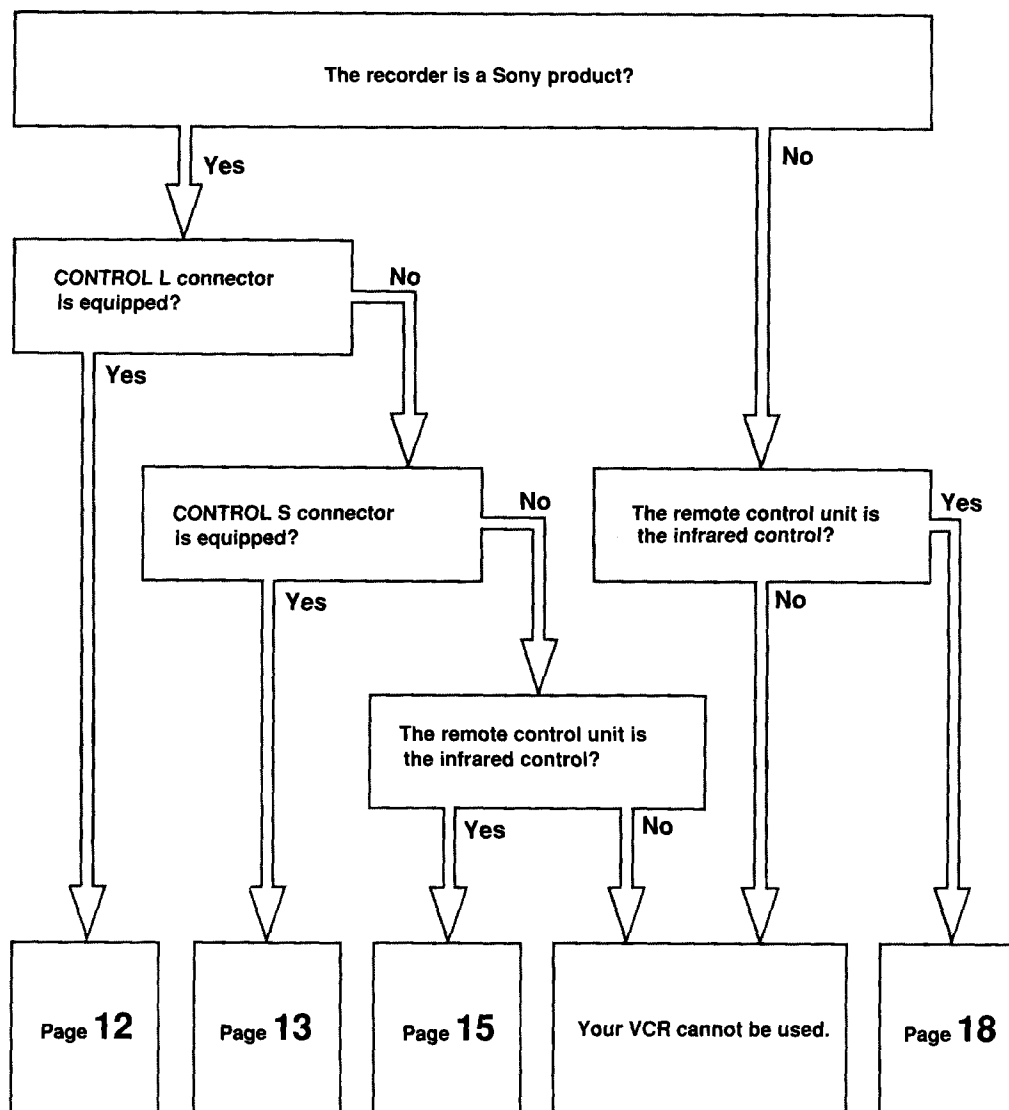 The recorder is a Sony product?
Yes
No
CONTROL L connector
is equipped?
No
Yes
CONTROL S connector
is equipped?
No
The remote control unit is
the infrared control?
Yes
Yes
No
The remote control unit is
the infrared control?
Yes
No
Page 12
Page 13
Page 15
Your VCR cannot be used.
Page 18